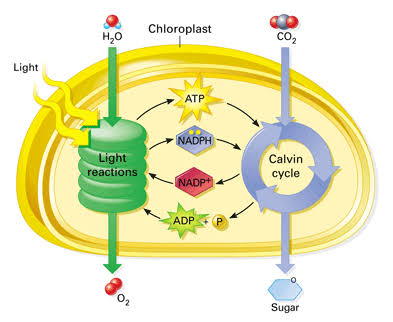 H₂O
Chloroplast
CO₂
Light
ATP
NADPH
Light
reactions
Calvin
cycle
NADP⁺
ADP + P
O₂
O
Sugar